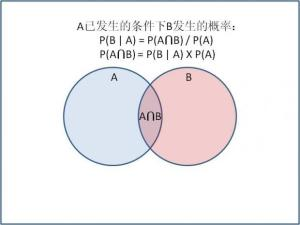 A已发生的条件下B发生的概率：
P(B | A) = P(A∩B) / P(A)
P(A∩B) = P(B | A) X P(A)
A
B
A∩B